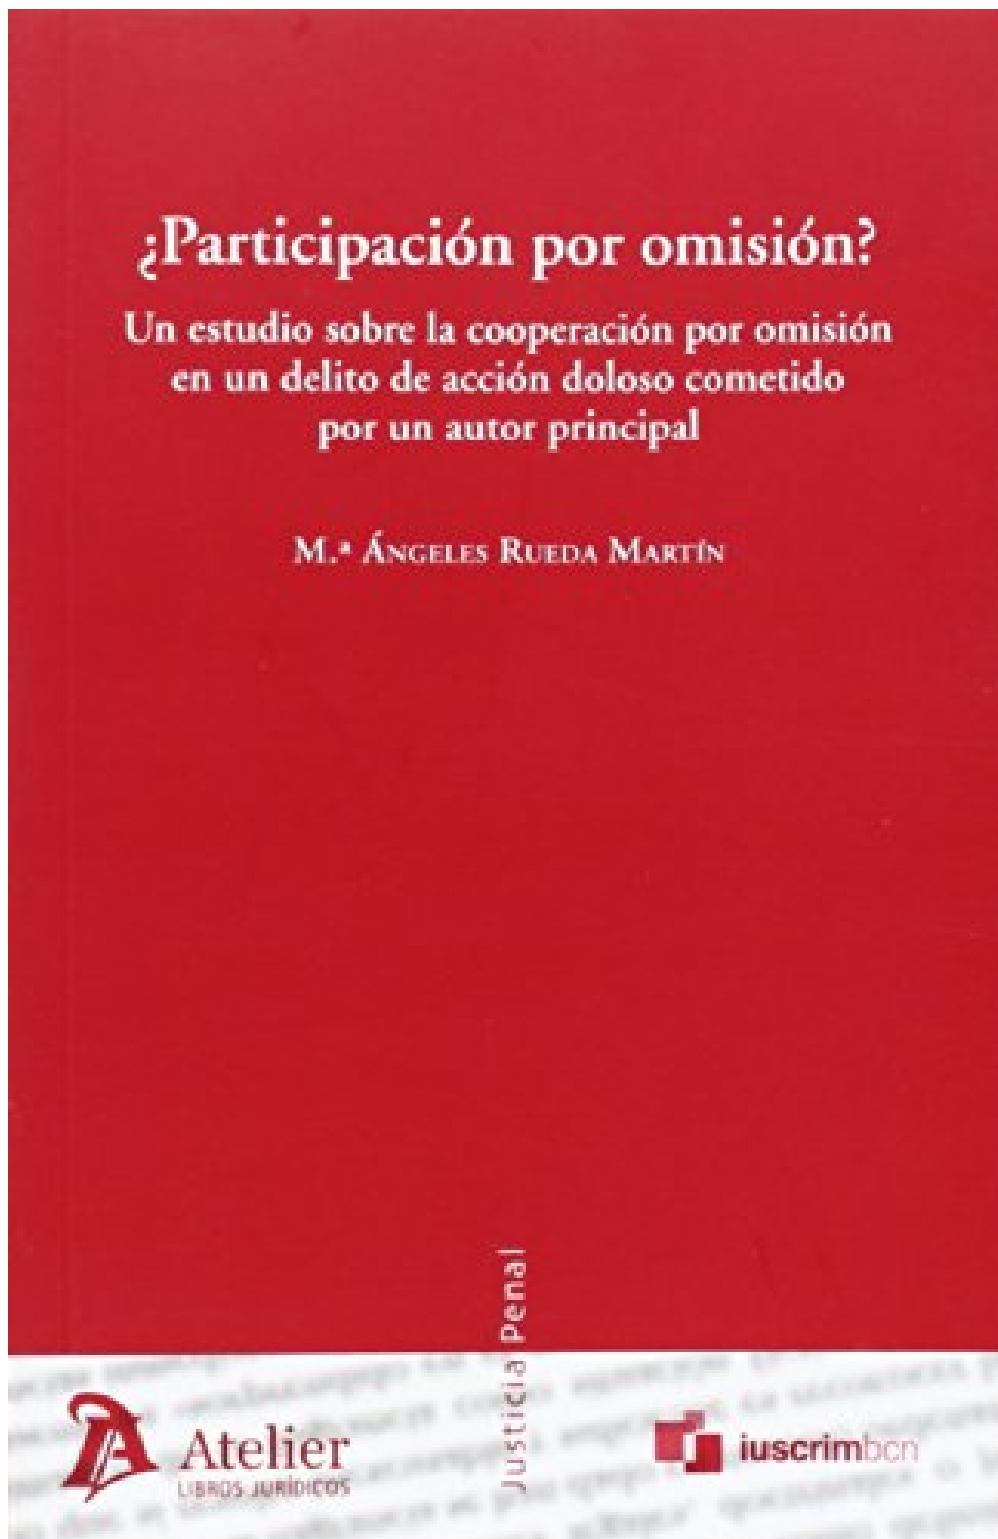 ¿Participación por omisión?
Un estudio sobre la cooperación por omisión
en un delito de acción doloso cometido
por un autor principal
M.ª Ángeles Rueda Martín
Justicia Penal
Atelier
LIBROS JURÍDICOS
iuscrimbcn